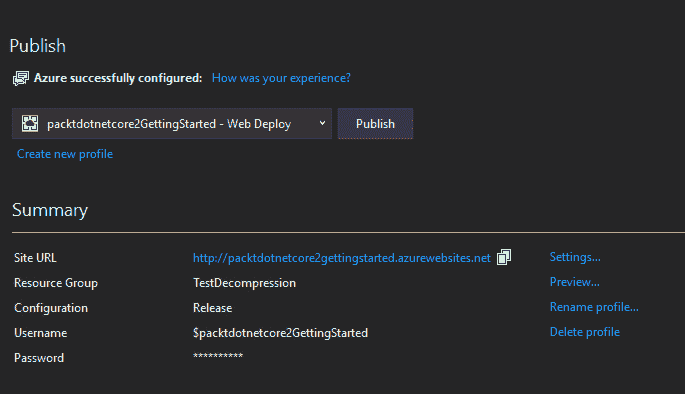 Publish
Azure successfully configured: How was your experience?
packtdotnetcore2GettingStarted - Web Deploy Publish
Create new profile
Summary
Site URL http://packtdotnetcore2gettingstarted.azurewebsites.net Settings...
Resource Group TestDecompression Preview...
Configuration Release Rename profile...
Username $packtdotnetcore2GettingStarted Delete profile
Password **********